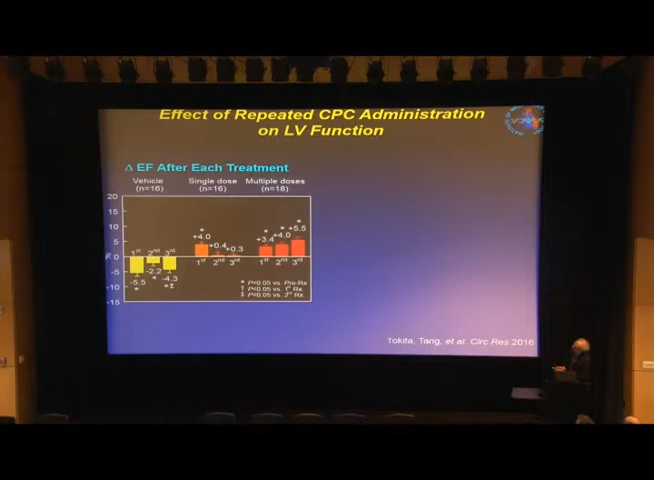 Effect of Repeated CPC Administration
on LV Function
Δ EF After Each Treatment
Vehicle Single dose Multiple doses
(n=16) (n=16) (n=18)
20
15
10
5
0
-5
-10
-15
%
1st 2nd 3rd
-5.5 -2.2 -4.3
* * *‡
*
+4.0 +0.4 +0.3
1st 2nd 3rd
* * *
+3.4 +4.0 +5.5
1st 2nd 3rd
* P<0.05 vs. Pre-Rx
† P<0.05 vs. 1st Rx
‡ P<0.05 vs. 2nd Rx
Tokita, Tang, et al. Circ Res 2016